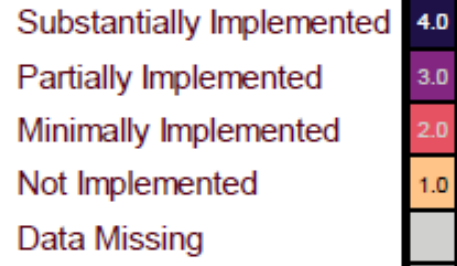 Substantially Implemented 4.0
Partially Implemented 3.0
Minimally Implemented 2.0
Not Implemented 1.0
Data Missing